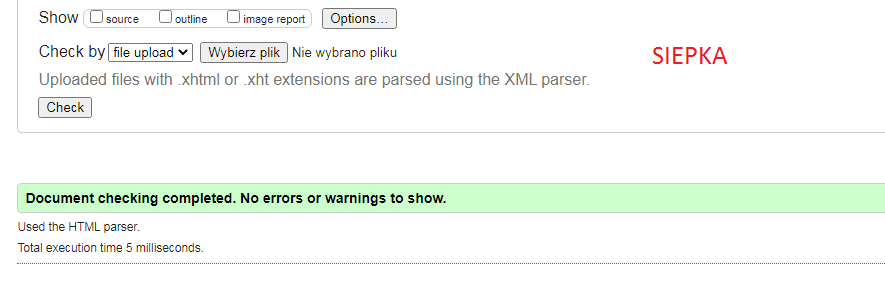 Show source outline image report Options...
Check by file upload Wybierz plik Nie wybrano pliku
SIEPKA
Uploaded files with .xhtml or .xht extensions are parsed using the XML parser.
Check
Document checking completed. No errors or warnings to show.
Used the HTML parser.
Total execution time 5 milliseconds.